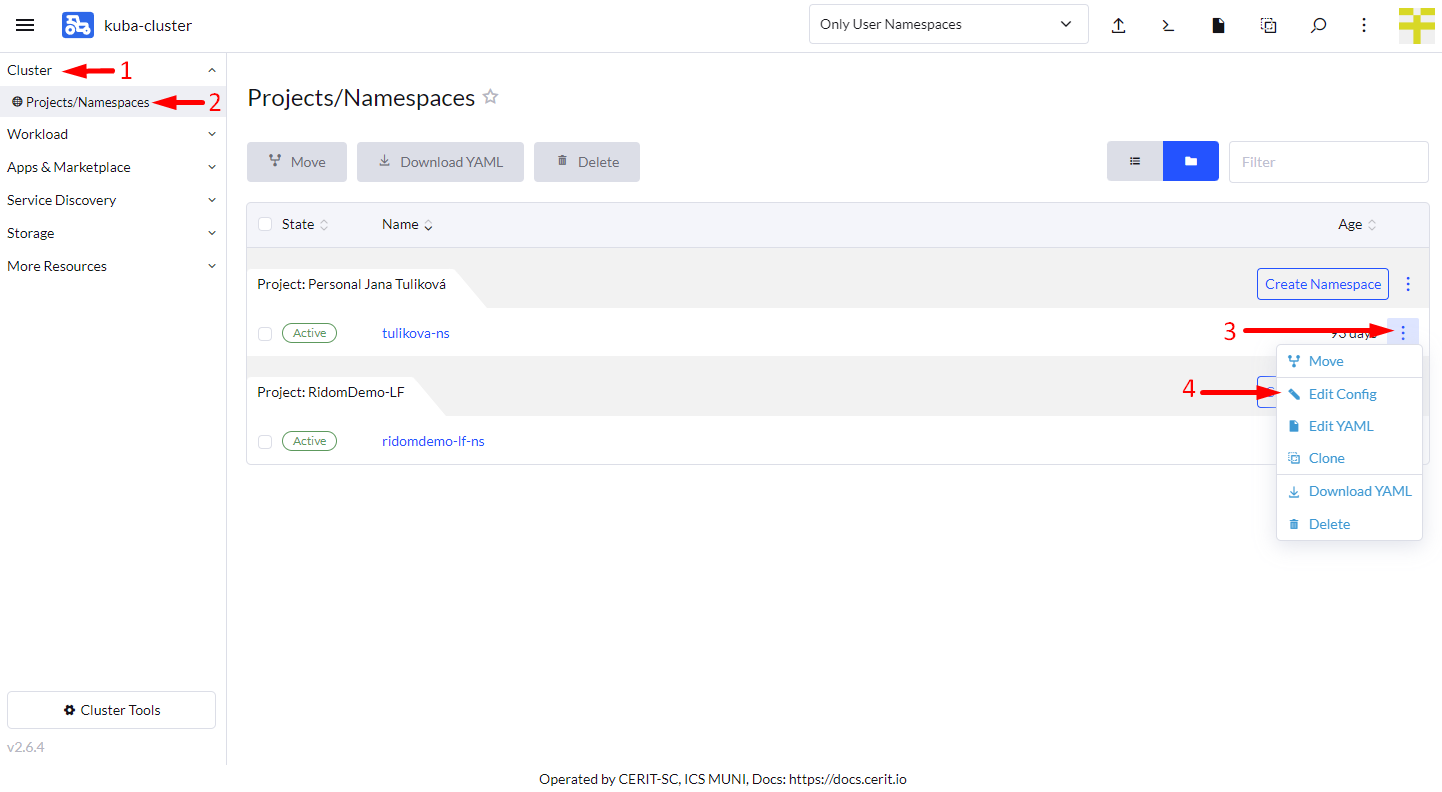 kuba-cluster
Only User Namespaces
Cluster 1
Projects/Namespaces 2
Workload
Apps & Marketplace
Service Discovery
Storage
More Resources
Cluster Tools
v2.6.4
Projects/Namespaces
Move Download YAML Delete
Filter
State Name Age
Project: Personal Jana Tuliková Create Namespace
Active tulikova-ns 3 93 days
Project: RidomDemo-LF
Active ridomdemo-lf-ns
Move
4 Edit Config
Edit YAML
Clone
Download YAML
Delete
Operated by CERIT-SC, ICS MUNI, Docs: https://docs.cerit.io